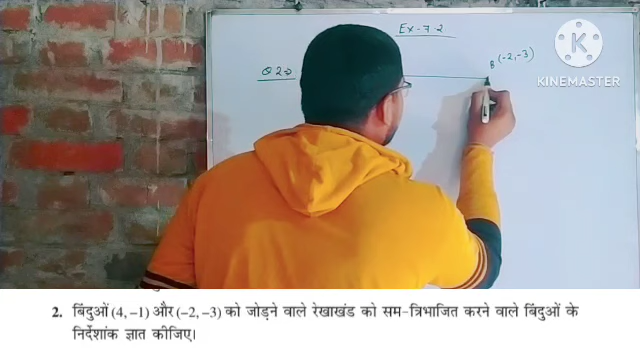 Ex-7.2
Q2→
B (-2,-3)
KINEMASTER
2. बिंदुओं (4, –1) और (–2, –3) को जोड़ने वाले रेखाखंड को सम-त्रिभाजित करने वाले बिंदुओं के
निर्देशांक ज्ञात कीजिए।